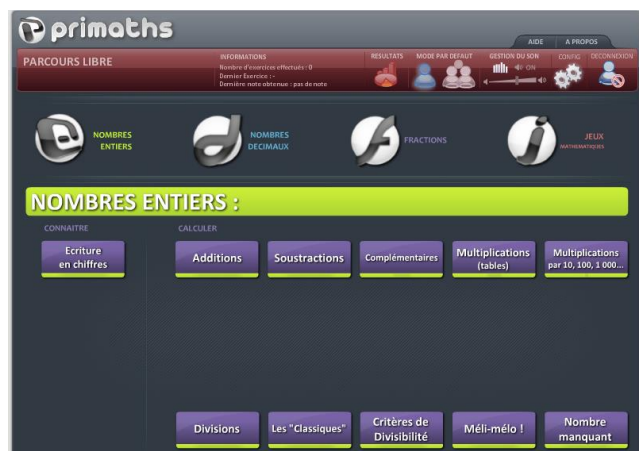 primaths
AIDE A PROPOS
PARCOURS LIBRE
INFORMATIONS
Nombre d'exercices effectués : 0
Dernier Exercice : -
Dernière note obtenue : pas de note
RESULTATS
MODE PAR DEFAUT
GESTION DU SON
ON
CONFIG
DECONNEXION
NOMBRES
ENTIERS
NOMBRES
DECIMAUX
FRACTIONS
JEUX
MATHEMATIQUES
NOMBRES ENTIERS :
CONNAITRE
CALCULER
Ecriture
en chiffres
Additions
Soustractions
Complémentaires
Multiplications
(tables)
Multiplications
par 10, 100, 1 000...
Divisions
Les "Classiques"
Critères de
Divisibilité
Méli-mélo !
Nombre
manquant